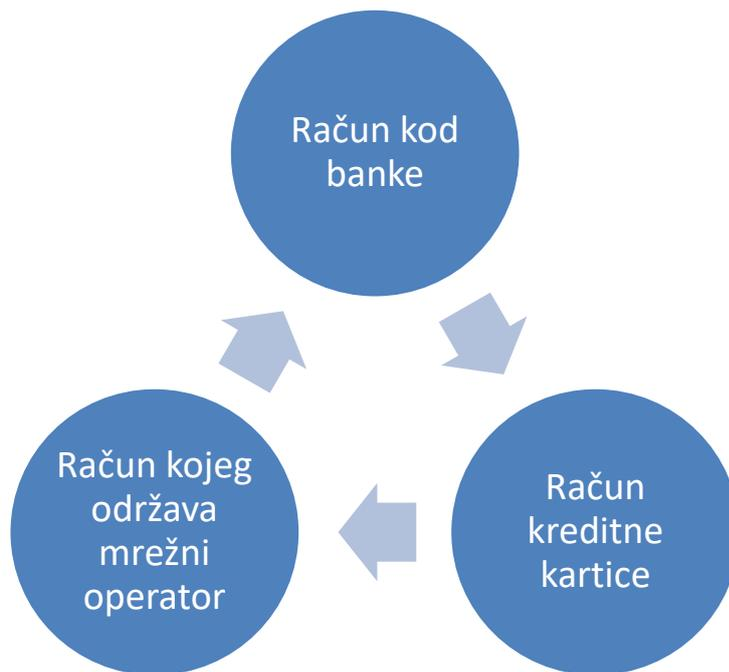 Račun kod
banke
Račun
kreditne
kartice
Račun kojeg
održava
mrežni
operator